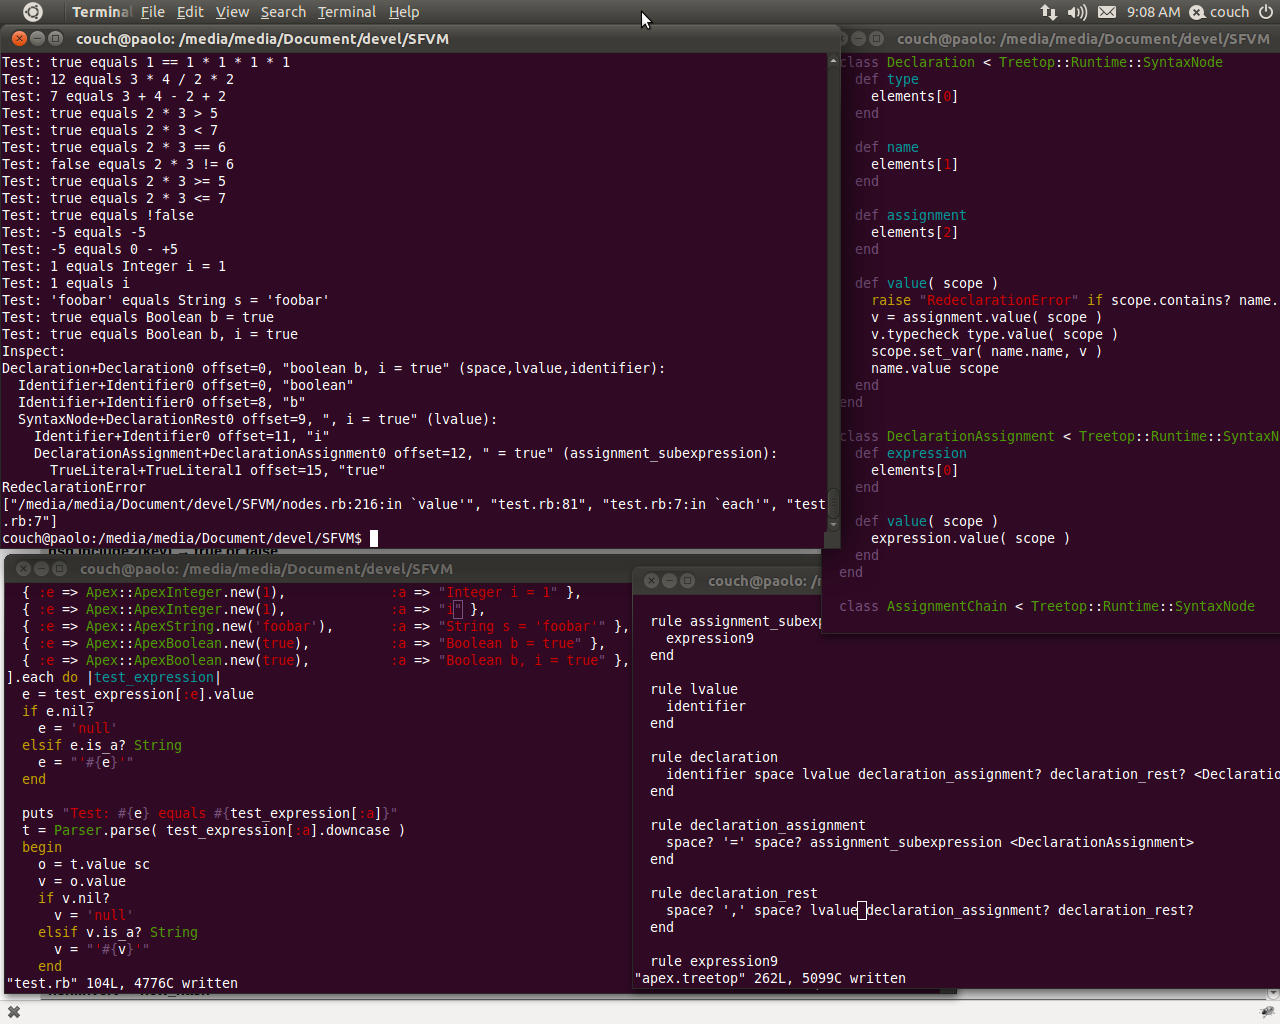 Terminal File Edit View Search Terminal Help
9:08 AM couch
couch@paolo: /media/media/Document/devel/SFVM
Test: true equals 1 == 1 * 1 * 1 * 1
Test: 12 equals 3 * 4 / 2 * 2
Test: 7 equals 3 + 4 - 2 + 2
Test: true equals 2 * 3 > 5
Test: true equals 2 * 3 < 7
Test: true equals 2 * 3 == 6
Test: false equals 2 * 3 != 6
Test: true equals 2 * 3 >= 5
Test: true equals 2 * 3 <= 7
Test: true equals !false
Test: -5 equals -5
Test: -5 equals 0 - +5
Test: 1 equals Integer i = 1
Test: 1 equals i
Test: 'foobar' equals String s = 'foobar'
Test: true equals Boolean b = true
Test: true equals Boolean b, i = true
Inspect:
Declaration+Declaration0 offset=0, "boolean b, i = true" (space,lvalue,identifier):
  Identifier+Identifier0 offset=0, "boolean"
  Identifier+Identifier0 offset=8, "b"
  SyntaxNode+DeclarationRest0 offset=9, ", i = true" (lvalue):
    Identifier+Identifier0 offset=11, "i"
    DeclarationAssignment+DeclarationAssignment0 offset=12, " = true" (assignment_subexpression):
      TrueLiteral+TrueLiteral1 offset=15, "true"
RedeclarationError
["/media/media/Document/devel/SFVM/nodes.rb:216:in `value'", "test.rb:81", "test.rb:7:in `each'", "test
.rb:7"]
couch@paolo:/media/media/Document/devel/SFVM$
couch@paolo: /media/media/Document/devel/SFVM
class Declaration < Treetop::Runtime::SyntaxNode
  def type
    elements[0]
  end
  def name
    elements[1]
  end
  def assignment
    elements[2]
  end
  def value( scope )
    raise "RedeclarationError" if scope.contains? name.
    v = assignment.value( scope )
    v.typecheck type.value( scope )
    scope.set_var( name.name, v )
    name.value scope
  end
end
class DeclarationAssignment < Treetop::Runtime::SyntaxN
  def expression
    elements[0]
  end
  def value( scope )
    expression.value( scope )
  end
end
class AssignmentChain < Treetop::Runtime::SyntaxNode
couch@paolo: /media/media/Document/devel/SFVM
  { :e => Apex::ApexInteger.new(1), :a => "Integer i = 1" },
  { :e => Apex::ApexInteger.new(1), :a => "i" },
  { :e => Apex::ApexString.new('foobar'), :a => "String s = 'foobar'" },
  { :e => Apex::ApexBoolean.new(true), :a => "Boolean b = true" },
  { :e => Apex::ApexBoolean.new(true), :a => "Boolean b, i = true" },
].each do |test_expression|
  e = test_expression[:e].value
  if e.nil?
    e = 'null'
  elsif e.is_a? String
    e = "'#{e}'"
  end
  puts "Test: #{e} equals #{test_expression[:a]}"
  t = Parser.parse( test_expression[:a].downcase )
  begin
    o = t.value sc
    v = o.value
    if v.nil?
      v = 'null'
    elsif v.is_a? String
      v = "'#{v}'"
    end
"test.rb" 104L, 4776C written
couch@paolo: /m
  rule assignment_subexp
    expression9
  end
  rule lvalue
    identifier
  end
  rule declaration
    identifier space lvalue declaration_assignment? declaration_rest? <Declaratio
  end
  rule declaration_assignment
    space? '=' space? assignment_subexpression <DeclarationAssignment>
  end
  rule declaration_rest
    space? ',' space? lvalue declaration_assignment? declaration_rest?
  end
  rule expression9
"apex.treetop" 262L, 5099C written